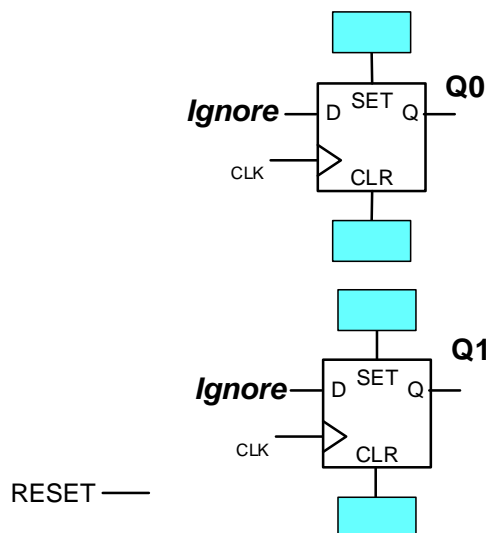 SET
Q0
Ignore D Q
CLK
CLR
SET
Q1
Ignore D Q
CLK
CLR
RESET